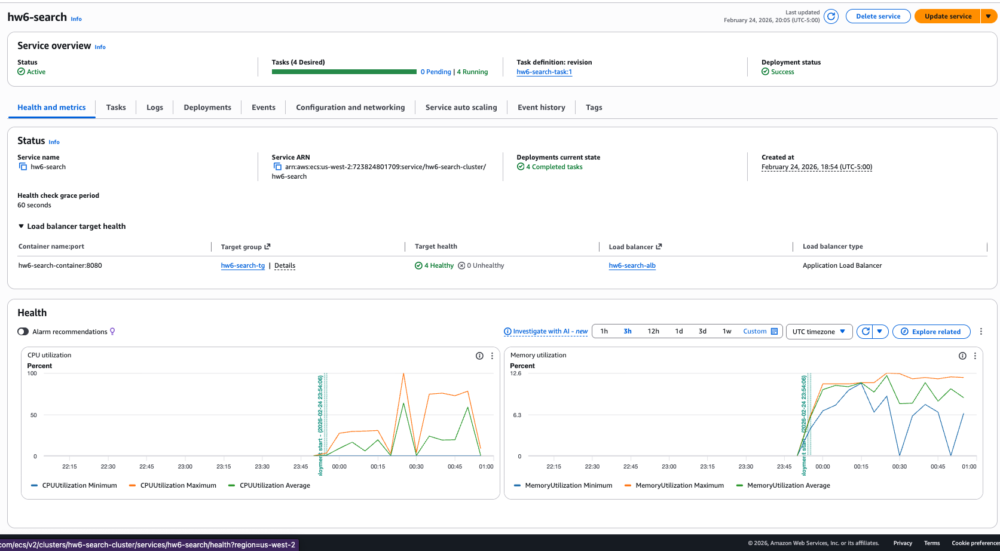 hw6-search Info
Last updated
February 24, 2026, 20:05 (UTC-5:00)
Delete service
Update service
Service overview Info
Status
Active
Tasks (4 Desired)
0 Pending | 4 Running
Task definition: revision
hw6-search-task:1
Deployment status
Success
Health and metrics
Tasks
Logs
Deployments
Events
Configuration and networking
Service auto scaling
Event history
Tags
Status Info
Service name
hw6-search
Service ARN
arn:aws:ecs:us-west-2:723824801709:service/hw6-search-cluster/
hw6-search
Deployments current state
4 Completed tasks
Created at
February 24, 2026, 18:54 (UTC-5:00)
Health check grace period
60 seconds
Load balancer target health
Container name:port
Target group
Target health
Load balancer
Load balancer type
hw6-search-container:8080
hw6-search-tg | Details
4 Healthy 0 Unhealthy
hw6-search-alb
Application Load Balancer
Health
Alarm recommendations
Investigate with AI - new
1h 3h 12h 1d 3d 1w Custom
UTC timezone
Explore related
CPU utilization
Percent
100
50
0
loyment start - (2026-02-24 23:54:06)
22:15 22:30 22:45 23:00 23:15 23:30 23:45 00:00 00:15 00:30 00:45 01:00
CPUUtilization Minimum CPUUtilization Maximum CPUUtilization Average
Memory utilization
Percent
12.6
6.3
0
loyment start - (2026-02-24 23:54:06)
22:15 22:30 22:45 23:00 23:15 23:30 23:45 00:00 00:15 00:30 00:45 01:00
MemoryUtilization Minimum MemoryUtilization Maximum MemoryUtilization Average
com/ecs/v2/clusters/hw6-search-cluster/services/hw6-search/health?region=us-west-2
© 2026, Amazon Web Services, Inc. or its affiliates. Privacy Terms Cookie preferences